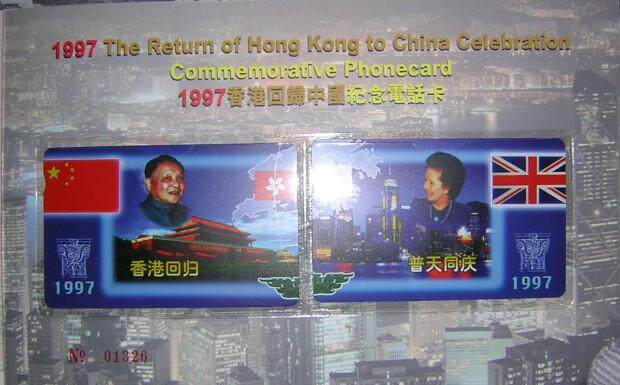 1997 The Return of Hong Kong to China Celebration
Commemorative Phonecard
1997香港回歸中國紀念電話卡
香港回归
1997
普天同庆
1997
№ 01326